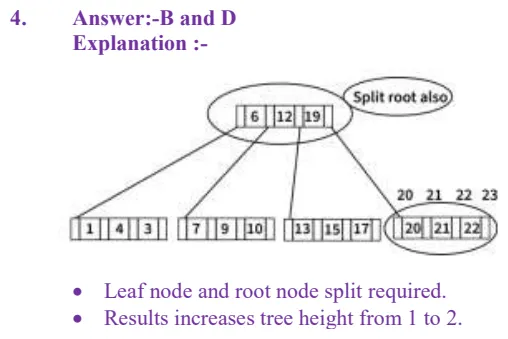 4. Answer:-B and D
Explanation :-
Split root also
6 12 19
20 21 22 23
1 4 3 7 9 10 13 15 17 20 21 22
• Leaf node and root node split required.
• Results increases tree height from 1 to 2.